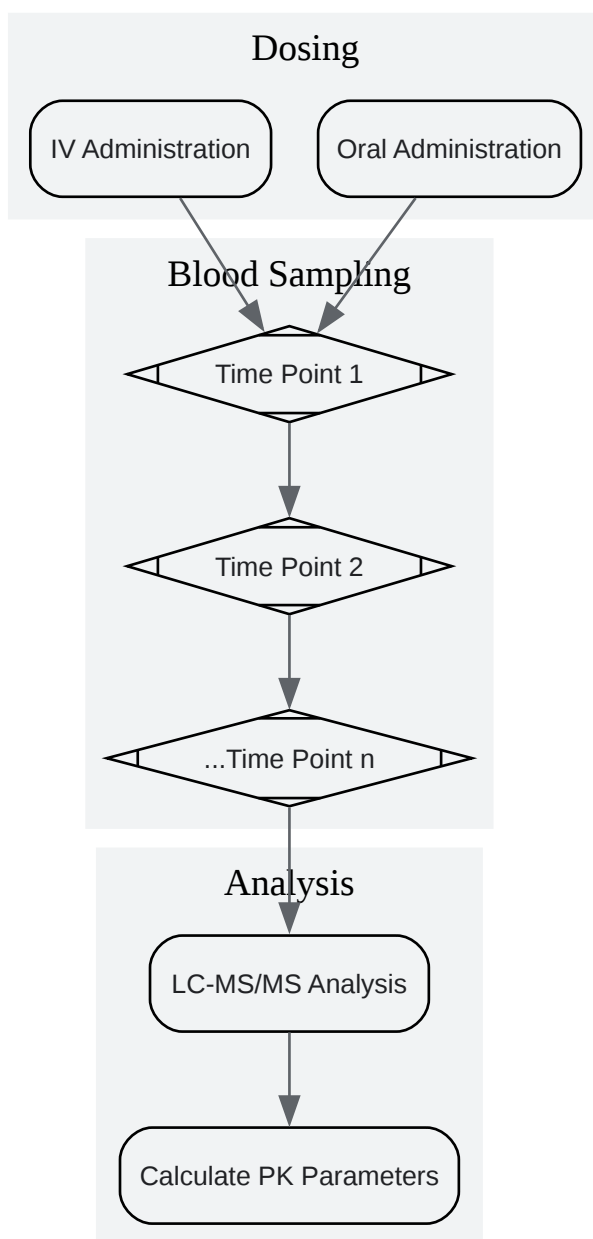 Dosing
IV Administration
Oral Administration
Blood Sampling
Time Point 1
Time Point 2
...Time Point n
Analysis
LC-MS/MS Analysis
Calculate PK Parameters